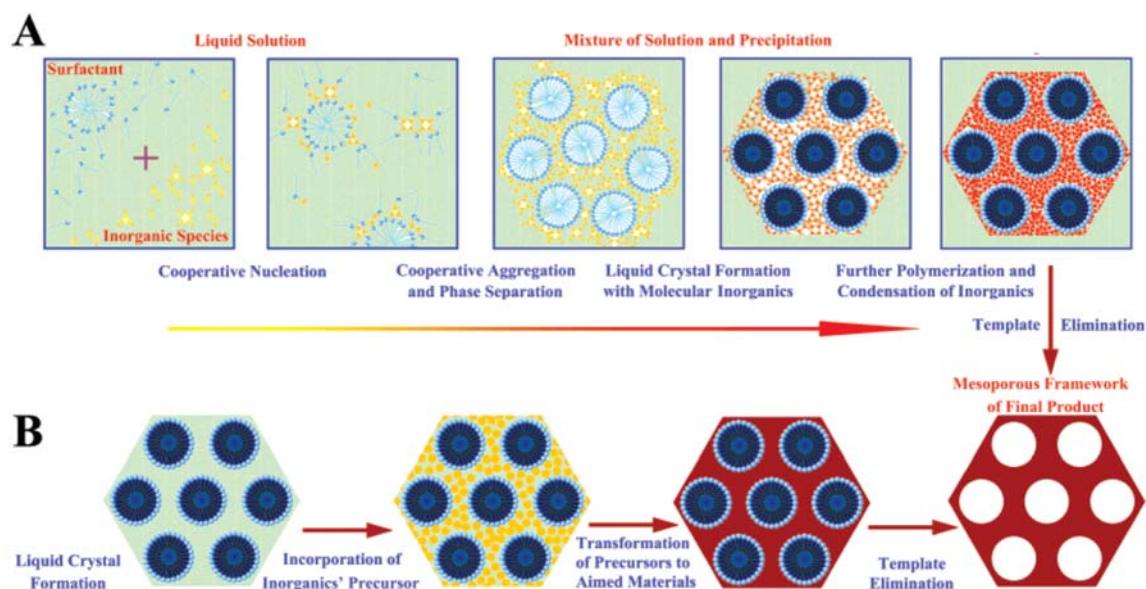 A
Liquid Solution
Mixture of Solution and Precipitation
Surfactant
Inorganic Species
Cooperative Nucleation
Cooperative Aggregation
and Phase Separation
Liquid Crystal Formation
with Molecular Inorganics
Further Polymerization and
Condensation of Inorganics
Template Elimination
Mesoporous Framework
of Final Product
B
Liquid Crystal
Formation
Incorporation of
Inorganics' Precursor
Transformation
of Precursors to
Aimed Materials
Template
Elimination